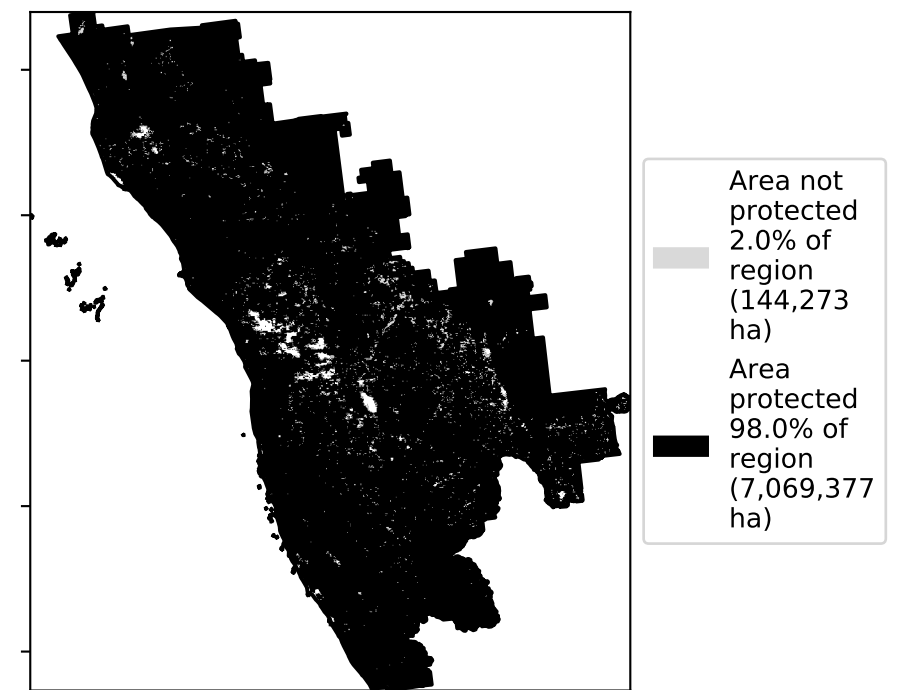 Area not
protected
2.0% of
region
(144,273
ha)
Area
protected
98.0% of
region
(7,069,377
ha)